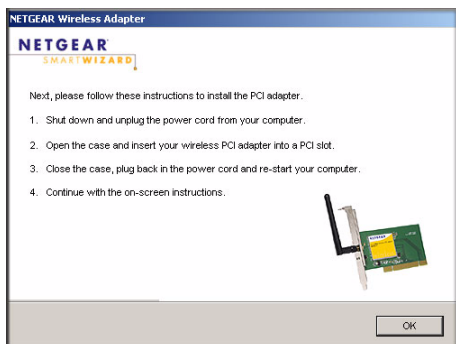 NETGEAR Wireless Adapter
NETGEAR
SMARTWIZARD
Next, please follow these instructions to install the PCI adapter.
1. Shut down and unplug the power cord from your computer.
2. Open the case and insert your wireless PCI adapter into a PCI slot.
3. Close the case, plug back in the power cord and re-start your computer.
4. Continue with the on-screen instructions.
NETGEAR
OK